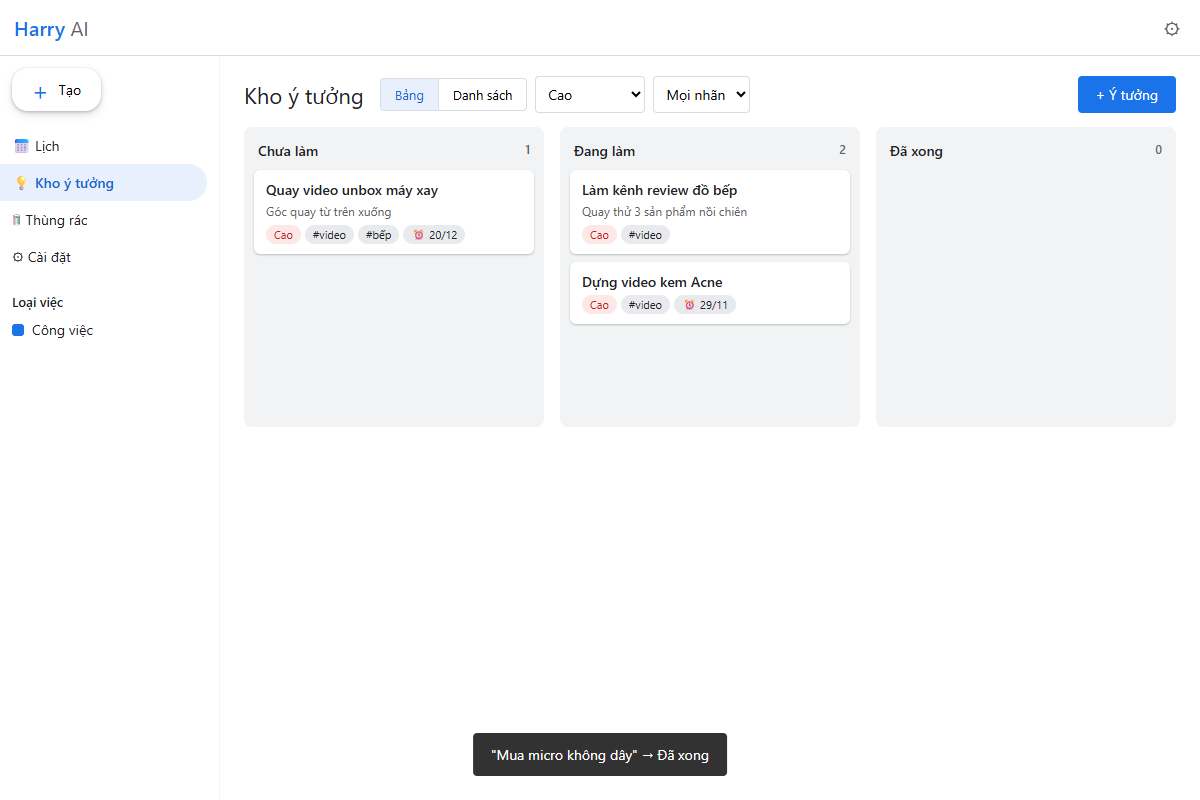 Harry AI
+ Tạo
Lịch
Kho ý tưởng
Thùng rác
Cài đặt
Loại việc
Công việc
Kho ý tưởng
Bảng
Danh sách
Cao
Mọi nhãn
+ Ý tưởng
Chưa làm 1
Quay video unbox máy xay
Góc quay từ trên xuống
Cao #video #bếp 20/12
Đang làm 2
Làm kênh review đồ bếp
Quay thử 3 sản phẩm nồi chiên
Cao #video
Dựng video kem Acne
Cao #video 29/11
Đã xong 0
"Mua micro không dây" → Đã xong